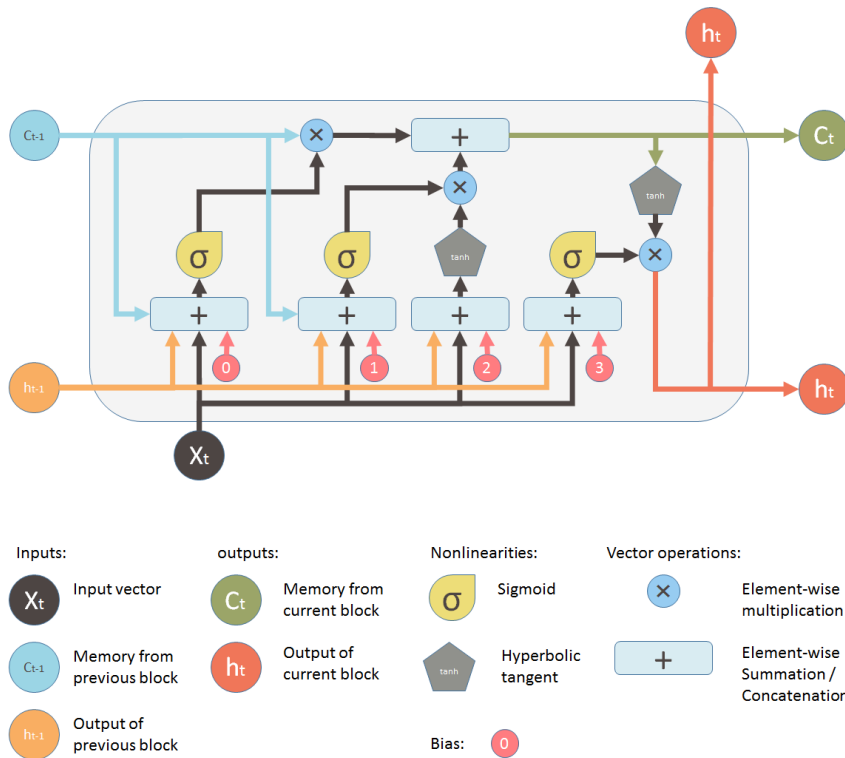 ht
Ct-1
×
+
Ct
×
tanh
σ
σ
tanh
σ
×
+
+
+
+
0
1
2
3
ht-1
ht
Xt
Inputs:
outputs:
Nonlinearities:
Vector operations:
Xt
Input vector
Ct
Memory from
current block
σ
Sigmoid
×
Element-wise
multiplication
Ct-1
Memory from
previous block
ht
Output of
current block
tanh
Hyperbolic
tangent
+
Element-wise
Summation /
Concatenation
ht-1
Output of
previous block
Bias:
0